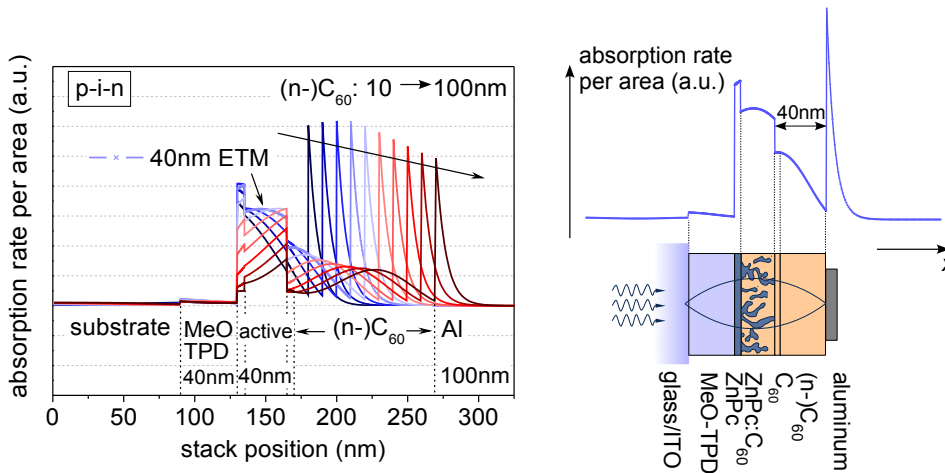 absorption rate per area (a.u.)
p-i-n
(n-)C60: 10 → 100nm
40nm ETM
substrate
MeO
TPD
40nm
active
40nm
(n-)C60
Al
100nm
0 50 100 150 200 250 300
stack position (nm)
absorption rate
per area (a.u.)
40nm
x
glass/ITO
MeO-TPD
ZnPc
ZnPc:C60
C60
(n-)C60
aluminum